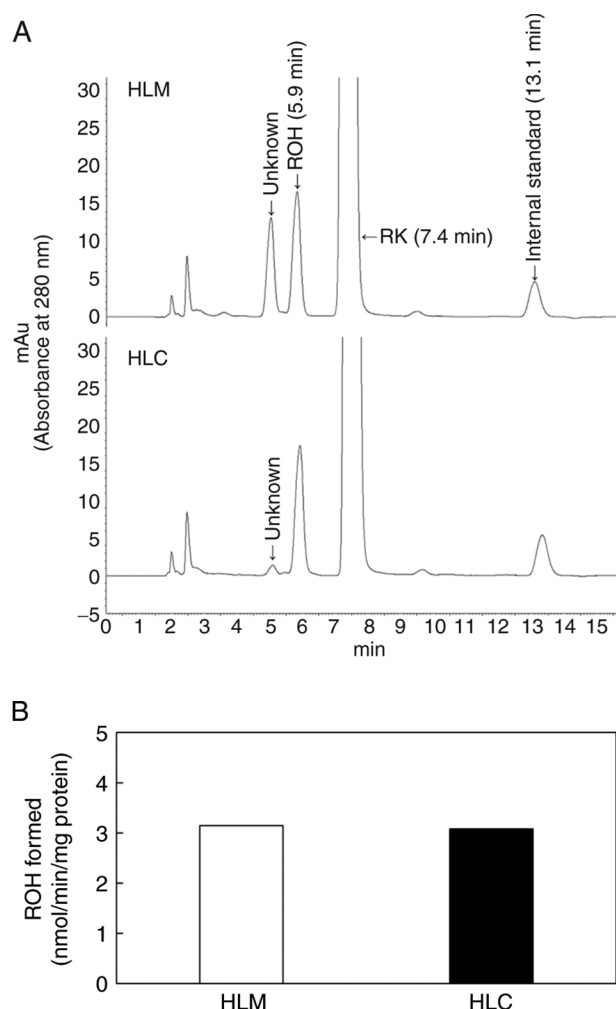 A
HLM
Unknown
ROH (5.9 min)
RK (7.4 min)
Internal standard (13.1 min)
30
25
20
15
10
5
0
mAu
(Absorbance at 280 nm)
HLC
Unknown
30
25
20
15
10
5
0
−5
0 1 2 3 4 5 6 7 8 9 10 11 12 13 14 15
min
B
ROH formed
(nmol/min/mg protein)
5
4
3
2
1
0
HLM HLC